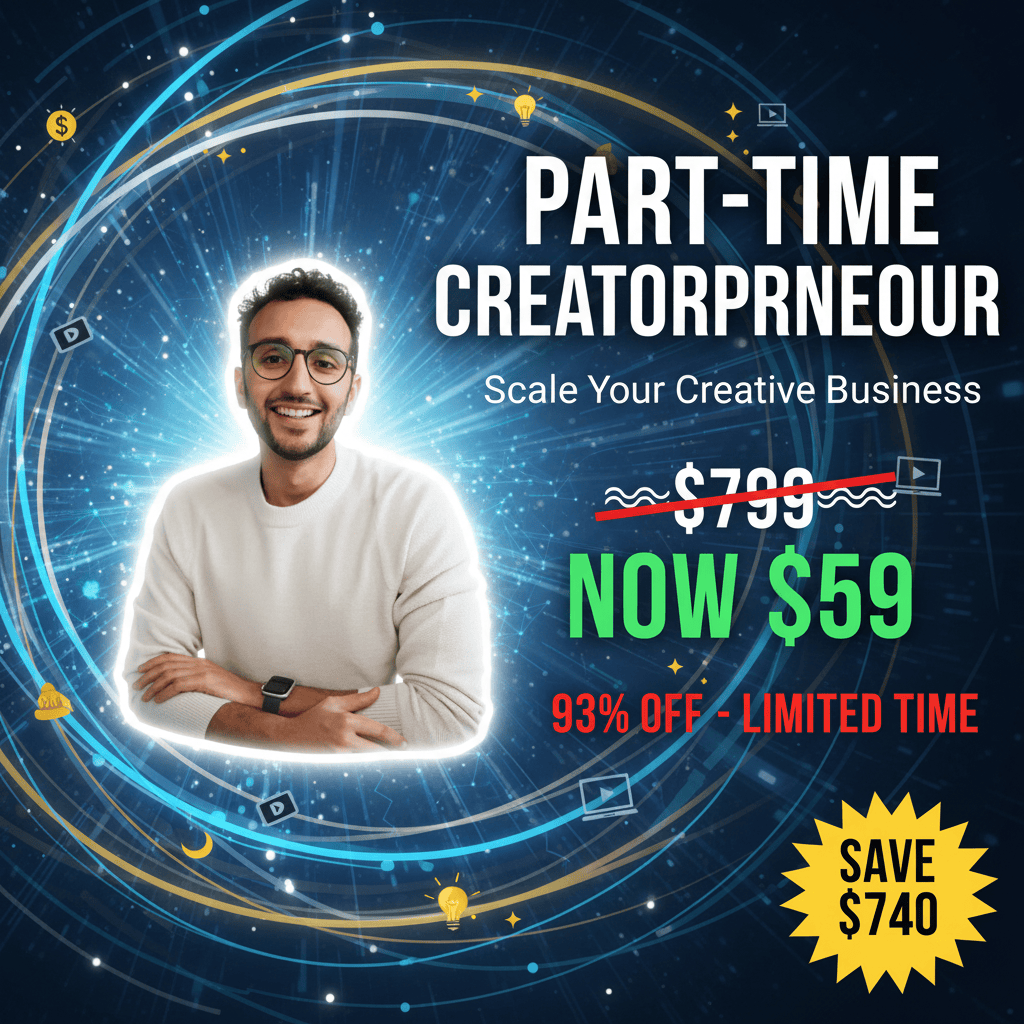 PART-TIME
CREATORPRNEOUR
Scale Your Creative Business
$799
NOW $59
93% OFF - LIMITED TIME
SAVE
$740
$
D
D